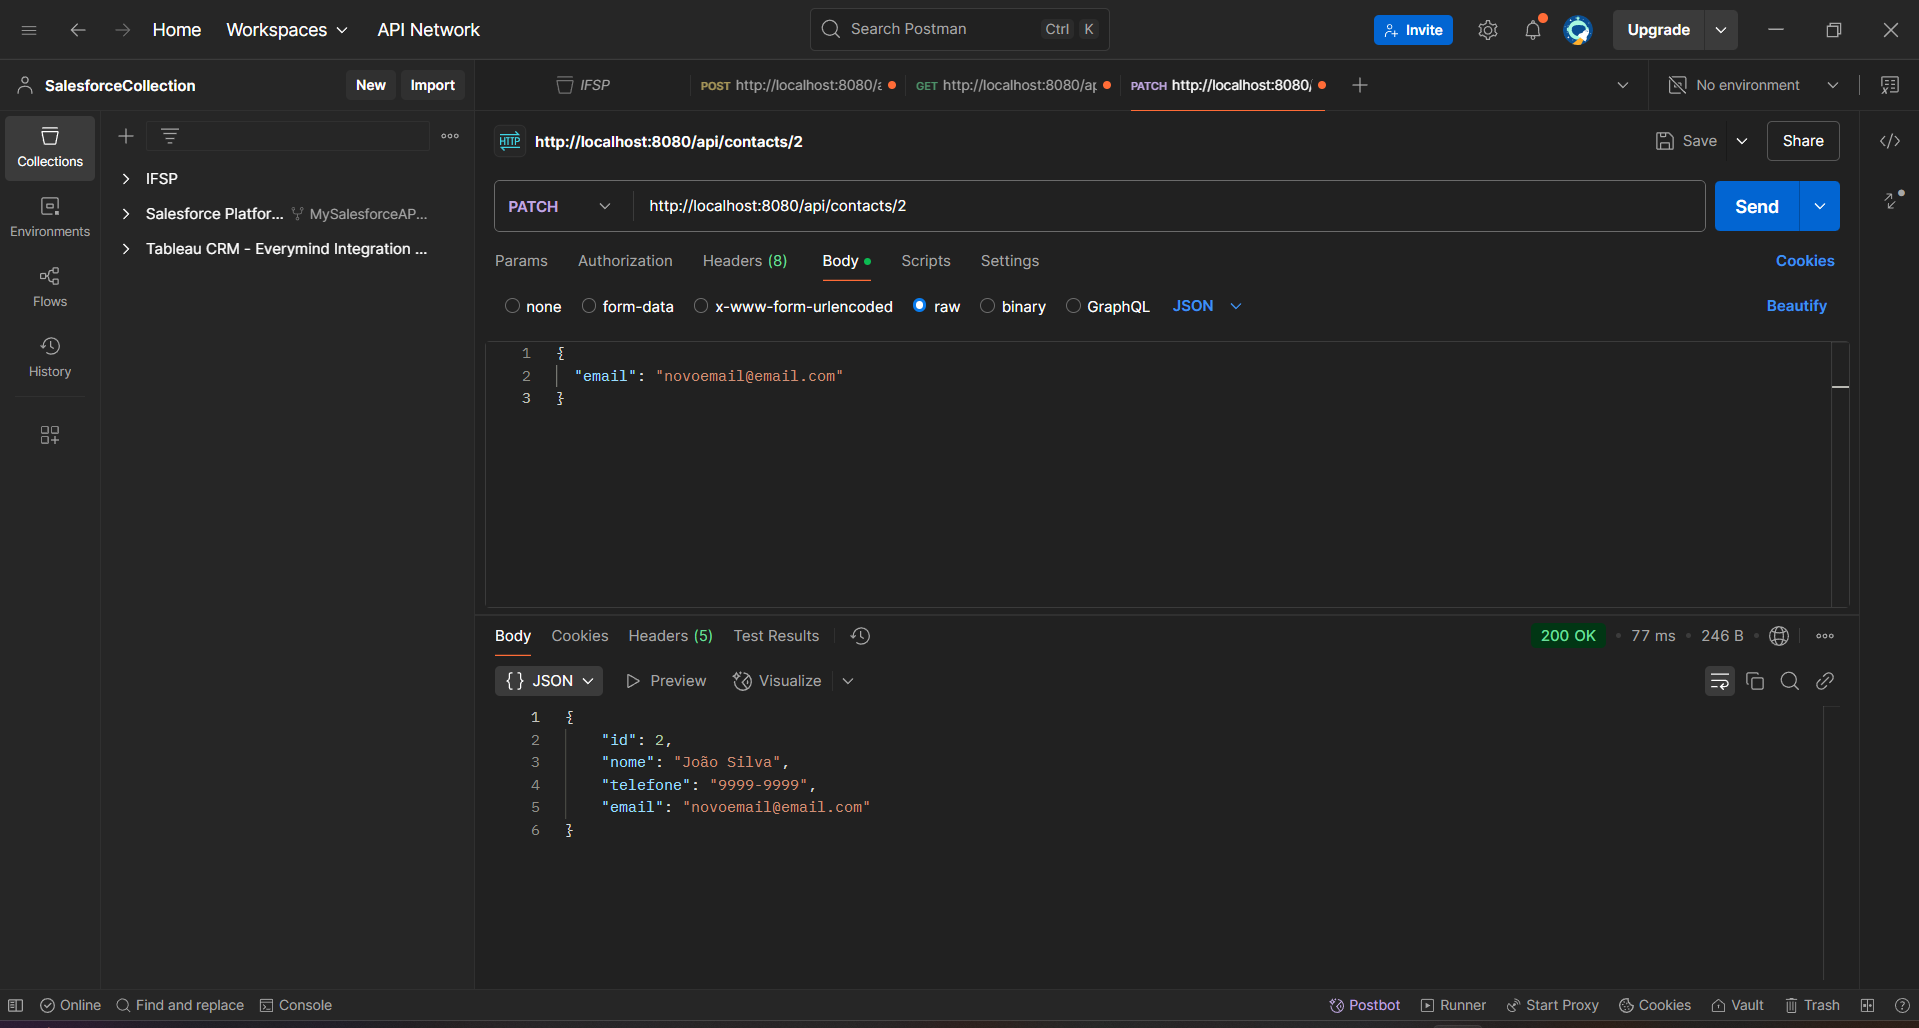 Home Workspaces API Network Search Postman Ctrl K Invite Upgrade
SalesforceCollection New Import IFSP POST http://localhost:8080/a GET http://localhost:8080/ap PATCH http://localhost:8080/ No environment
Collections
Environments
Flows
History
IFSP
Salesforce Platfor... MySalesforceAP...
Tableau CRM - Everymind Integration ...
HTTP http://localhost:8080/api/contacts/2 Save Share
PATCH http://localhost:8080/api/contacts/2 Send
Params Authorization Headers (8) Body Scripts Settings Cookies
none form-data x-www-form-urlencoded raw binary GraphQL JSON Beautify
1 {
2 "email": "novoemail@email.com"
3 }
Body Cookies Headers (5) Test Results 200 OK 77 ms 246 B
{} JSON Preview Visualize
1 {
2 "id": 2,
3 "nome": "João Silva",
4 "telefone": "9999-9999",
5 "email": "novoemail@email.com"
6 }
Online Find and replace Console Postbot Runner Start Proxy Cookies Vault Trash